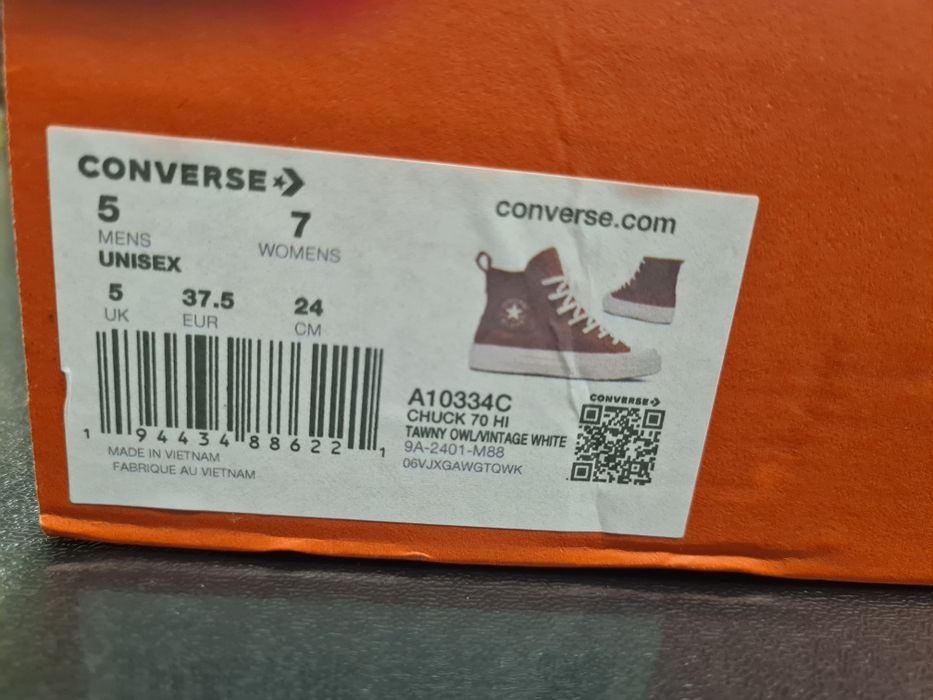 CONVERSE
converse.com
5
MENS
7
WOMENS
UNISEX
5
UK
37.5
EUR
24
CM
1 94434 88622 1
MADE IN VIETNAM
FABRIQUE AU VIETNAM
A10334C
CHUCK 70 HI
TAWNY OWL/VINTAGE WHITE
9A-2401-M88
06VJXGAWGTQWK
CONVERSE